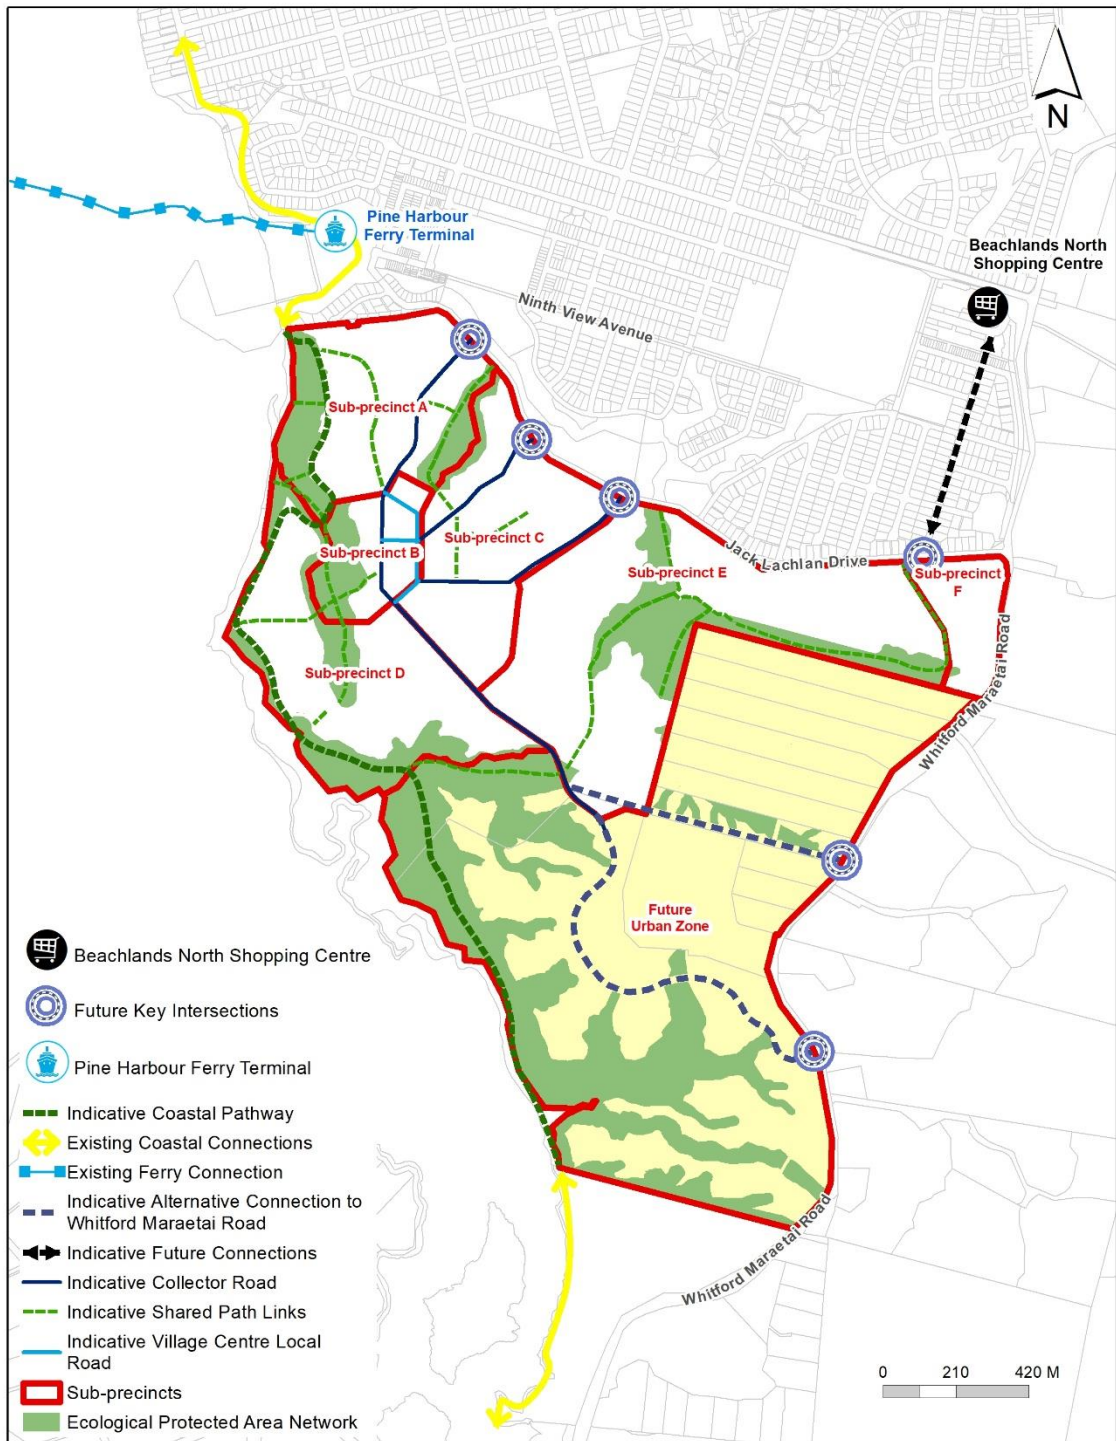 N
Pine Harbour
Ferry Terminal
Beachlands North
Shopping Centre
Ninth View Avenue
Sub-precinct A
Sub-precinct B
Sub-precinct C
Jack Lachlan Drive
Sub-precinct E
Sub-precinct
F
Sub-precinct D
Whitford Maraetai Road
Future
Urban Zone
Whitford Maraetai Road
Beachlands North Shopping Centre
Future Key Intersections
Pine Harbour Ferry Terminal
Indicative Coastal Pathway
Existing Coastal Connections
Existing Ferry Connection
Indicative Alternative Connection to
Whitford Maraetai Road
Indicative Future Connections
Indicative Collector Road
Indicative Shared Path Links
Indicative Village Centre Local
Road
Sub-precincts
Ecological Protected Area Network
0 210 420 M